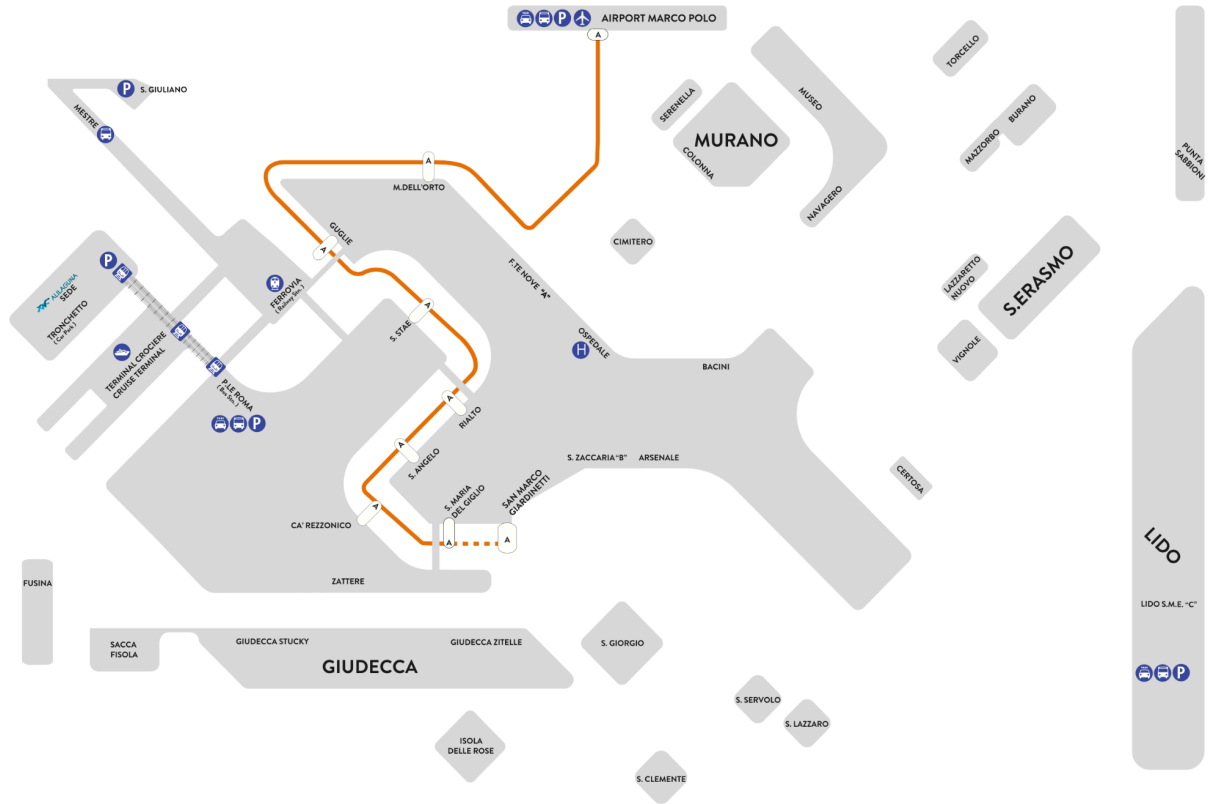 AIRPORT MARCO POLO
A
P
P
S. GIULIANO
MESTRE
TORCELLO
BURANO
MAZZORBO
PUNTA
SABBIONI
SERENELLA
MURANO
COLONNA
MUSEO
NAVAGERO
A
M.DELL'ORTO
GUGLIE
A
CIMITERO
F.TE NOVE "A"
P
ALILAGUNA
SEDE
TRONCHETTO
( Car Park )
FERROVIA
( Railway Stn. )
S. STAE
A
TERMINAL CROCIERE
CRUISE TERMINAL
P.LE ROMA
( Bus Stn. )
P
OSPEDALE
H
BACINI
LAZZARETTO
NUOVO
S.ERASMO
VIGNOLE
A
RIALTO
A
S. ANGELO
S. ZACCARIA "B"
ARSENALE
CERTOSA
S. MARIA
DEL GIGLIO
SAN MARCO
GIARDINETTI
A
CA' REZZONICO
A
A
LIDO
ZATTERE
FUSINA
LIDO S.M.E. "C"
P
SACCA
FISOLA
GIUDECCA STUCKY
GIUDECCA ZITELLE
GIUDECCA
S. GIORGIO
S. SERVOLO
S. LAZZARO
ISOLA
DELLE ROSE
S. CLEMENTE